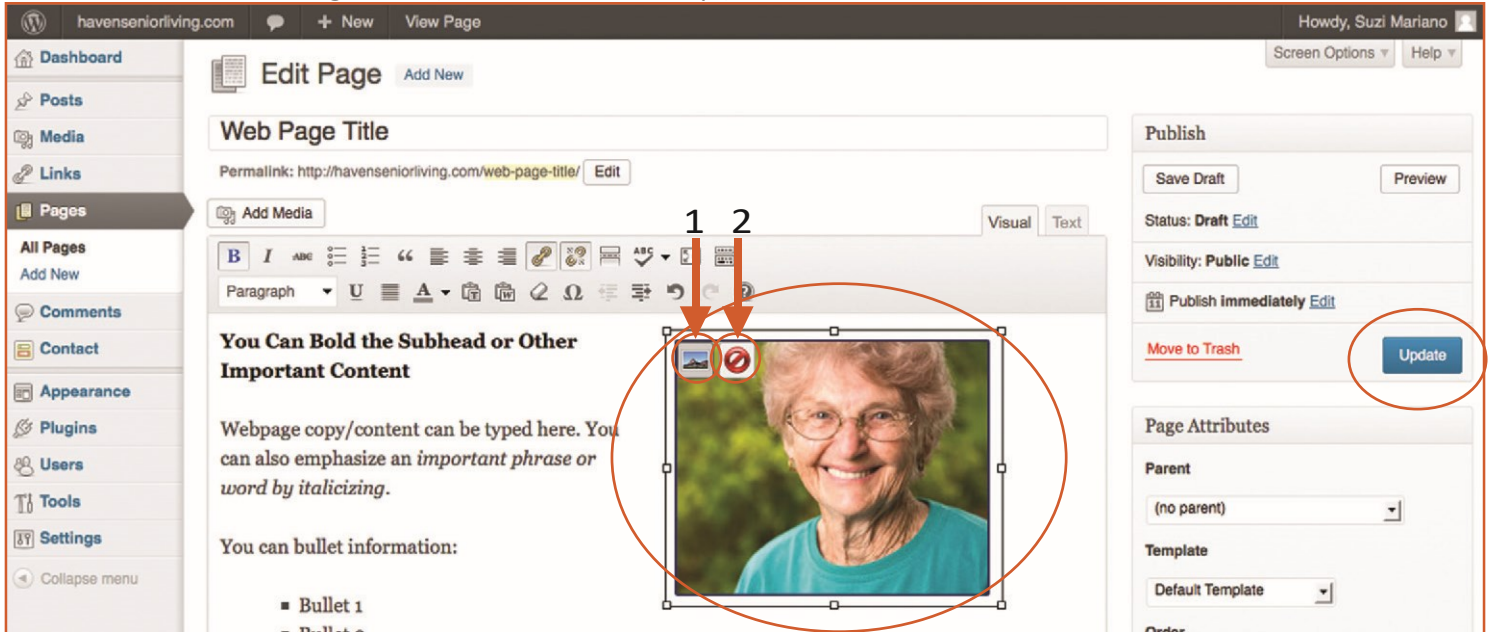 havenseniorliving.com + New View Page Howdy, Suzi Mariano
Screen Options Help
Dashboard
Posts
Media
Links
Pages
All Pages
Add New
Comments
Contact
Appearance
Plugins
Users
Tools
Settings
Collapse menu
Edit Page Add New
Web Page Title
Permalink: http://havenseniorliving.com/web-page-title/ Edit
Add Media
1 2
Visual Text
B I ABC ABC
Paragraph U A T W Ω ?
You Can Bold the Subhead or Other
Important Content
Webpage copy/content can be typed here. You
can also emphasize an important phrase or
word by italicizing.
You can bullet information:
Bullet 1
Publish
Save Draft Preview
Status: Draft Edit
Visibility: Public Edit
Publish immediately Edit
Move to Trash Update
Page Attributes
Parent
(no parent)
Template
Default Template
Order